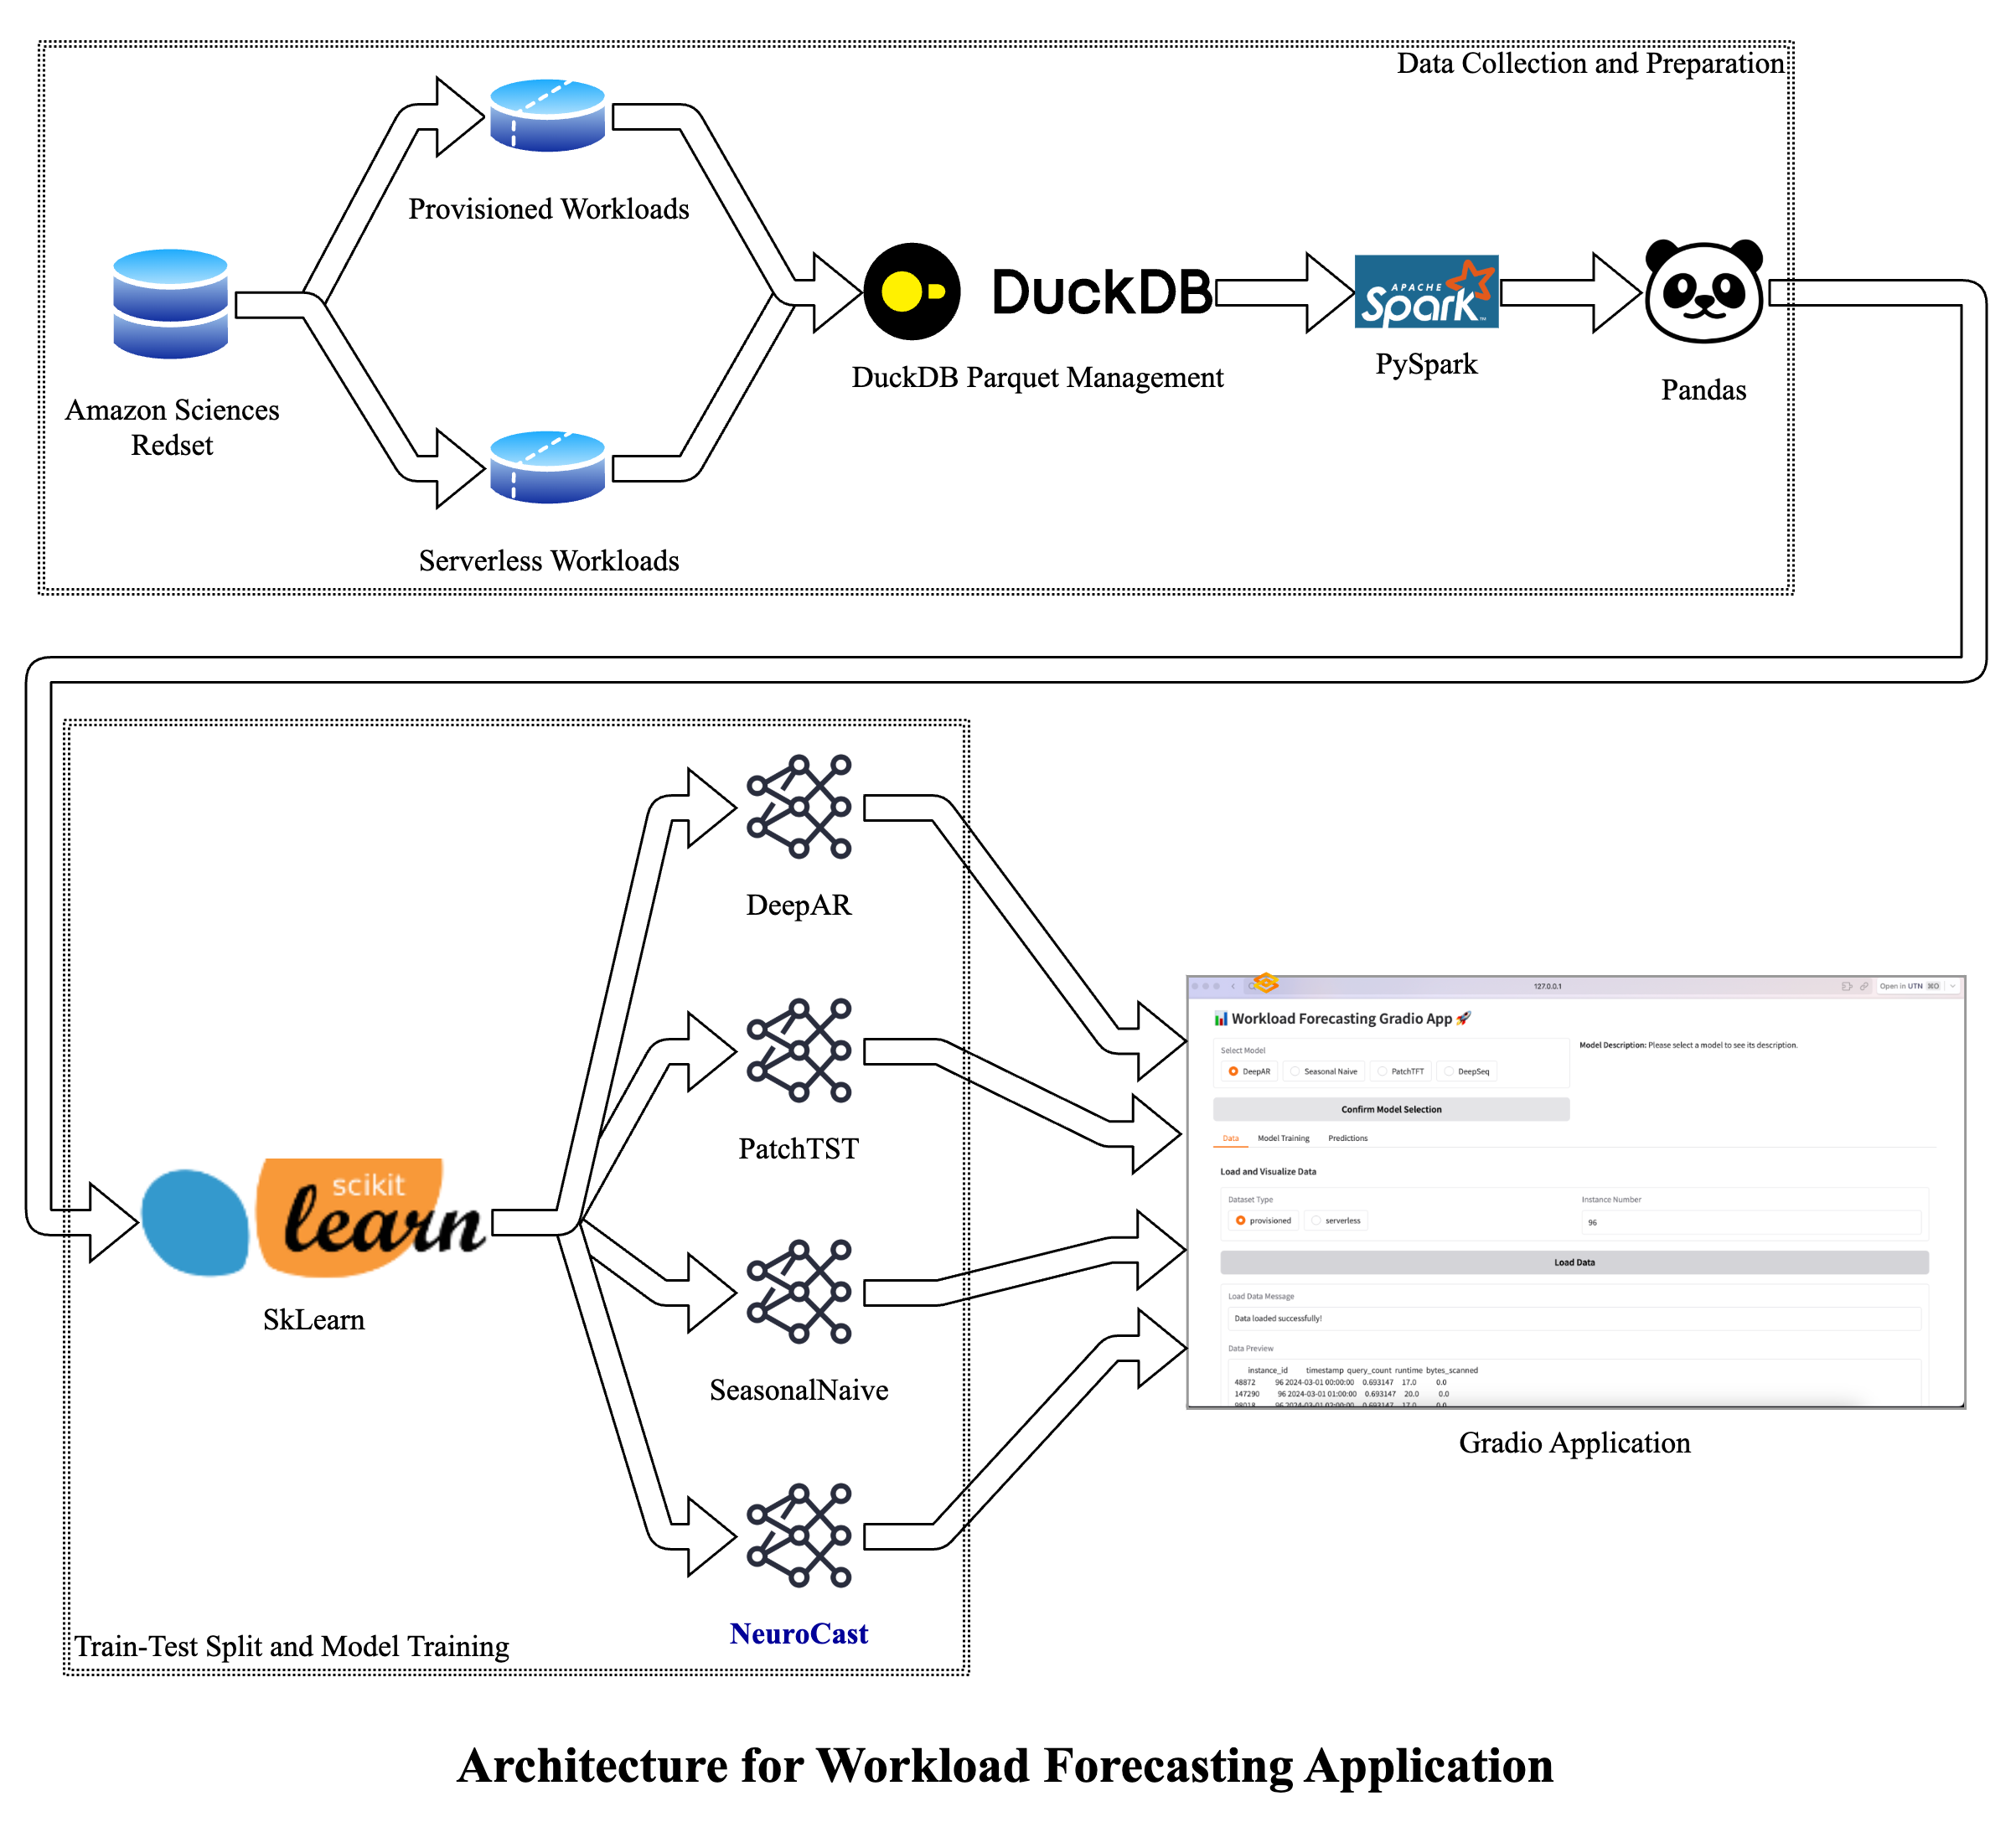 Data Collection and Preparation
Provisioned Workloads
Amazon Sciences
Redset
Serverless Workloads
DuckDB
DuckDB Parquet Management
APACHE
Spark
PySpark
Pandas
DeepAR
PatchTST
scikit
learn
SkLearn
SeasonalNaive
NeuroCast
Train-Test Split and Model Training
127.0.0.1
Open in UTN ⌘O
Workload Forecasting Gradio App
Select Model
DeepAR Seasonal Naive PatchTFT DeepSeq
Model Description: Please select a model to see its description.
Confirm Model Selection
Data Model Training Predictions
Load and Visualize Data
Dataset Type
provisioned serverless
Instance Number
96
Load Data
Load Data Message
Data loaded successfully!
Data Preview
instance_id timestamp query_count runtime bytes_scanned
48872 96 2024-03-01 00:00:00 0.693147 17.0 0.0
147290 96 2024-03-01 01:00:00 0.693147 20.0 0.0
98018 96 2024-03-01 02:00:00 0.693147 17.0 0.0
Gradio Application
Architecture for Workload Forecasting Application